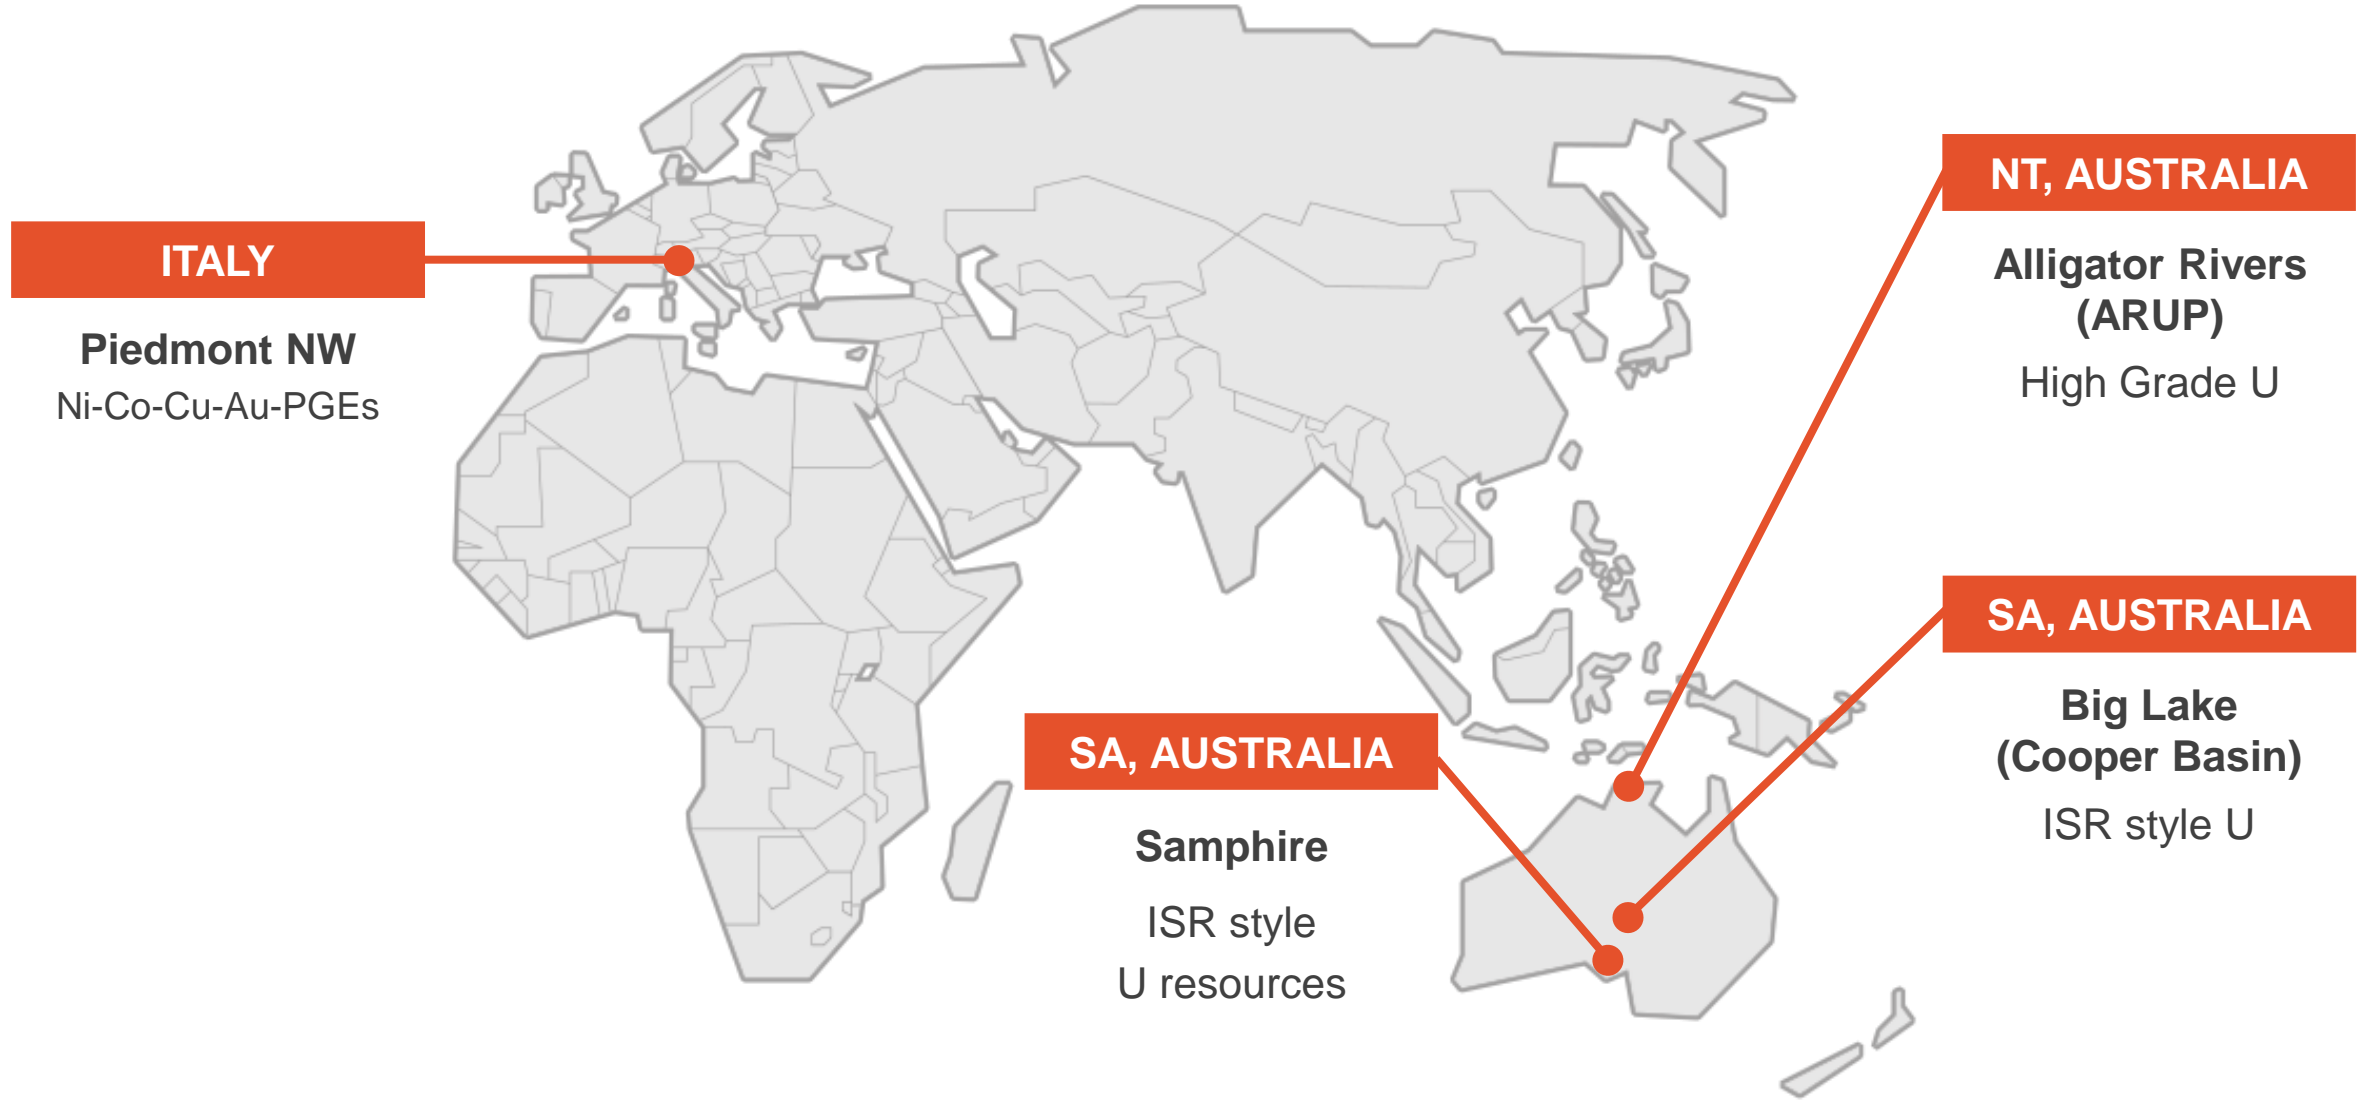 ITALY
Piedmont NW
Ni-Co-Cu-Au-PGEs
SA, AUSTRALIA
Samphire
ISR style
U resources
NT, AUSTRALIA
Alligator Rivers
(ARUP)
High Grade U
SA, AUSTRALIA
Big Lake
(Cooper Basin)
ISR style U